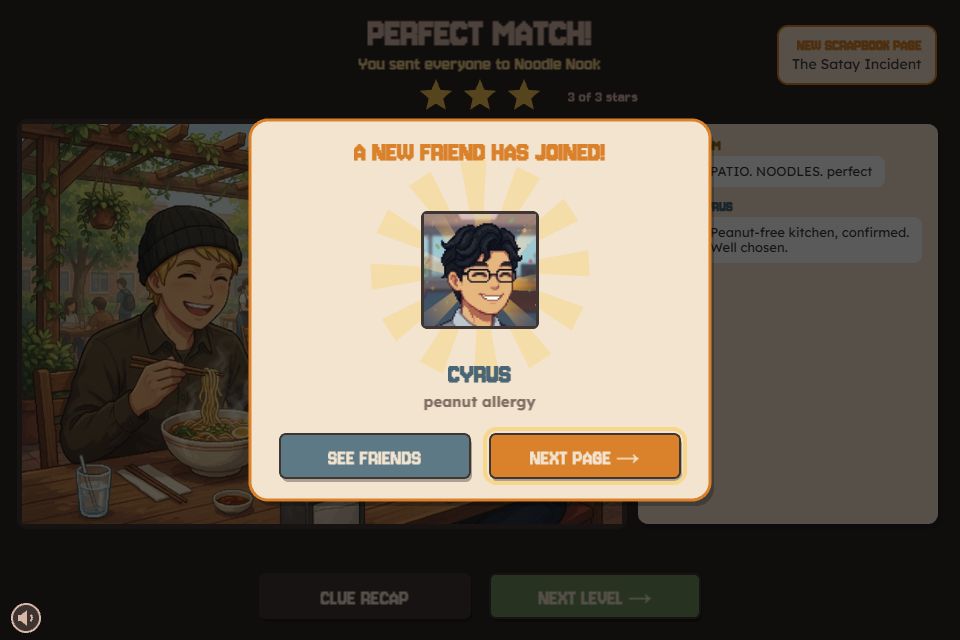 PERFECT MATCH!
You sent everyone to Noodle Nook
3 of 3 stars
NEW SCRAPBOOK PAGE
The Satay Incident
A NEW FRIEND HAS JOINED!
CYRUS
peanut allergy
SEE FRIENDS
NEXT PAGE →
PATIO. NOODLES. perfect
Peanut-free kitchen, confirmed.
Well chosen.
CLUE RECAP
NEXT LEVEL →